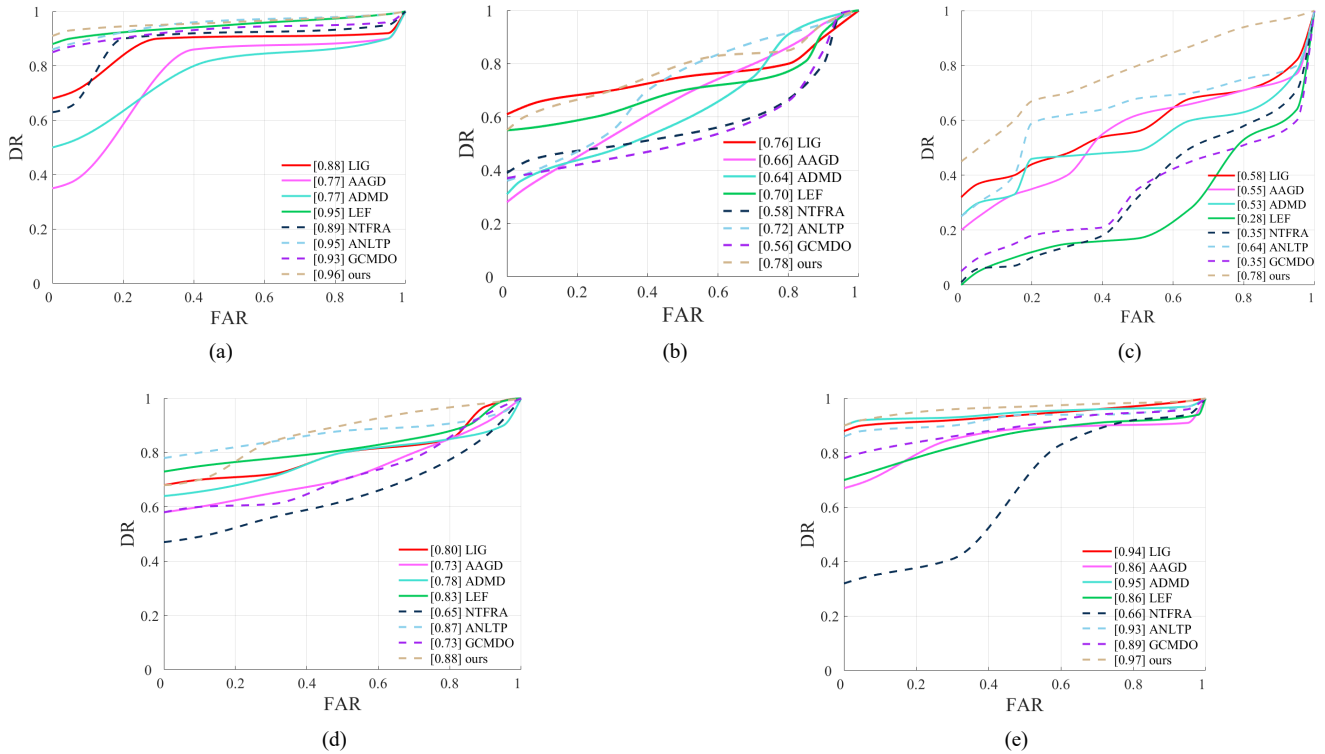 1
0.8
0.6
0.4
0.2
0
DR
0
0.2
0.4
0.6
0.8
1
FAR
[0.88] LIG
[0.77] AAGD
[0.77] ADMD
[0.95] LEF
[0.89] NTFRA
[0.95] ANLTP
[0.93] GCMDO
[0.96] ours
(a)
1
0.8
0.6
0.4
0.2
0
DR
0
0.2
0.4
0.6
0.8
1
FAR
[0.76] LIG
[0.66] AAGD
[0.64] ADMD
[0.70] LEF
[0.58] NTFRA
[0.72] ANLTP
[0.56] GCMDO
[0.78] ours
(b)
1
0.8
0.6
0.4
0.2
0
DR
0
0.2
0.4
0.6
0.8
1
FAR
[0.58] LIG
[0.55] AAGD
[0.53] ADMD
[0.28] LEF
[0.35] NTFRA
[0.64] ANLTP
[0.35] GCMDO
[0.78] ours
(c)
1
0.8
0.6
0.4
0.2
0
DR
0
0.2
0.4
0.6
0.8
1
FAR
[0.80] LIG
[0.73] AAGD
[0.78] ADMD
[0.83] LEF
[0.65] NTFRA
[0.87] ANLTP
[0.73] GCMDO
[0.88] ours
(d)
1
0.8
0.6
0.4
0.2
0
DR
0
0.2
0.4
0.6
0.8
1
FAR
[0.94] LIG
[0.86] AAGD
[0.95] ADMD
[0.86] LEF
[0.66] NTFRA
[0.93] ANLTP
[0.89] GCMDO
[0.97] ours
(e)